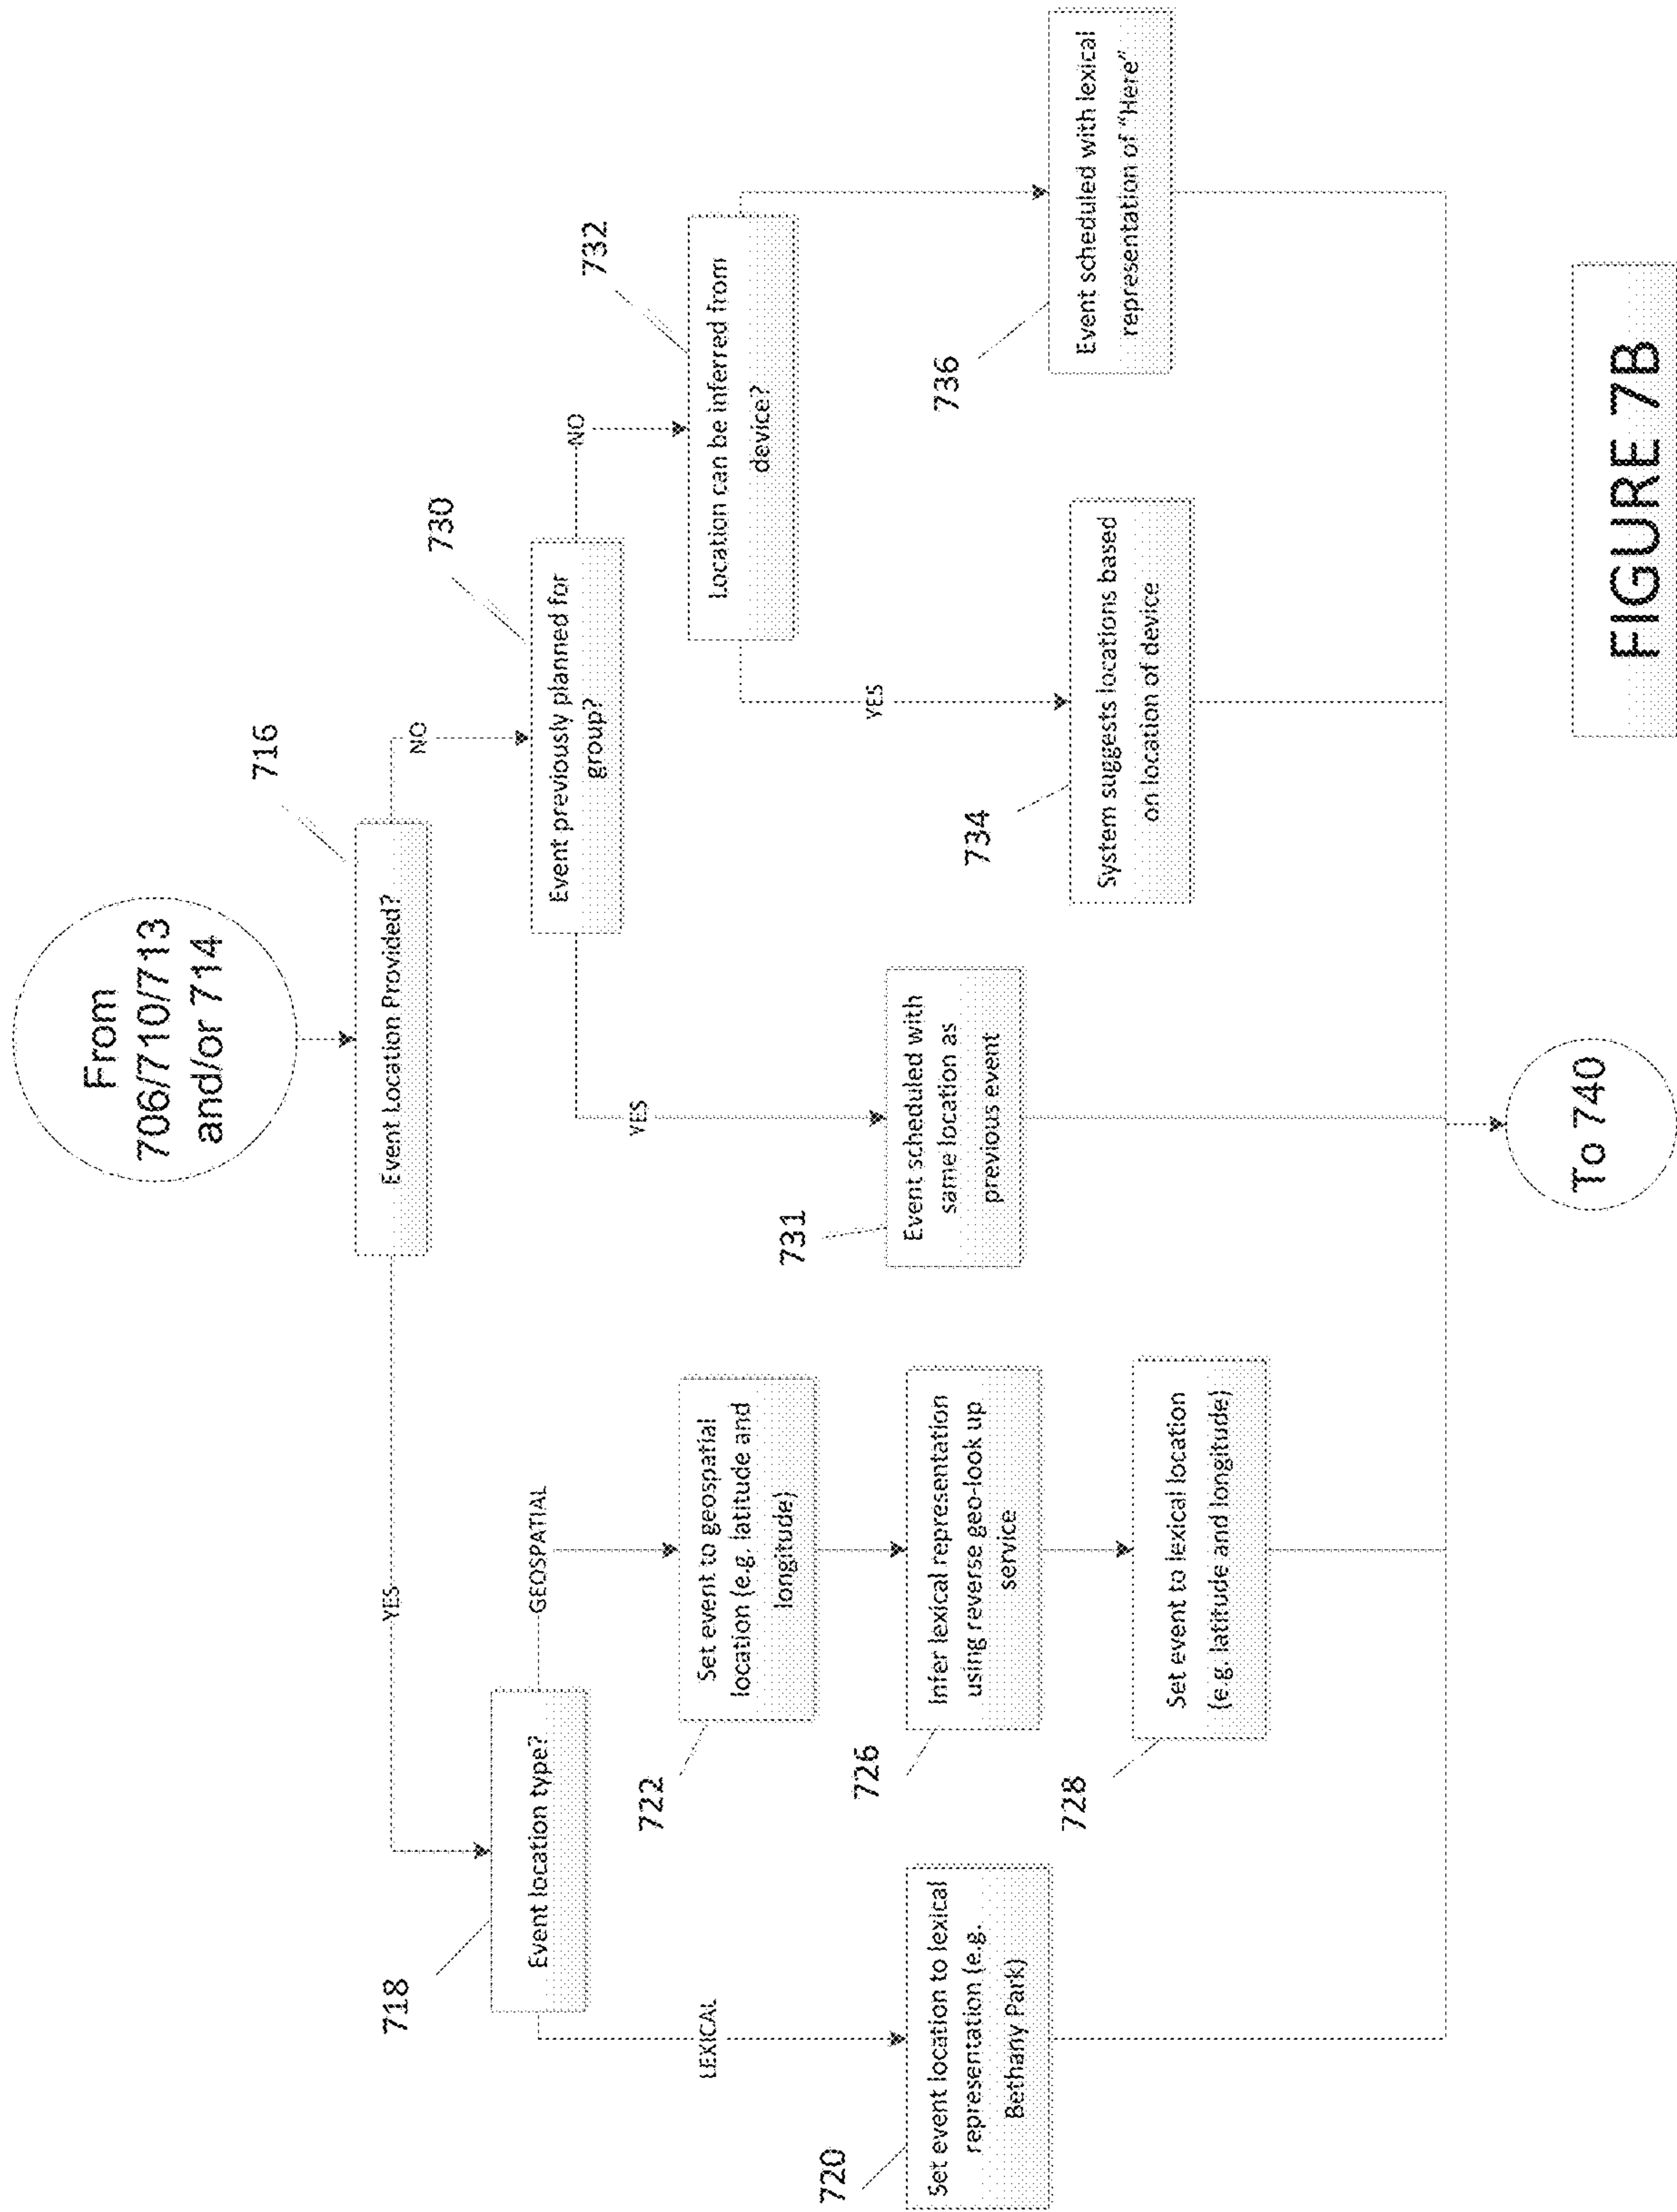 From
706/710/713
and/or 714
716
Event Location Provided?
YES
NO
718
Event location type?
730
Event previously planned for
group?
LEXICAL
GEOSPATIAL
YES
NO
720
Set event location to lexical
representation (e.g.
Bethany Park)
722
Set event to geospatial
location (e.g. latitude and
longitude)
726
Infer lexical representation
using reverse geo-look up
service
728
Set event to lexical location
(e.g. latitude and longitude)
731
Event scheduled with
same location as
previous event
732
Location can be inferred from
device?
YES
734
System suggests locations based
on location of device
736
Event scheduled with lexical
representation of "Here"
To 740
FIGURE 7B